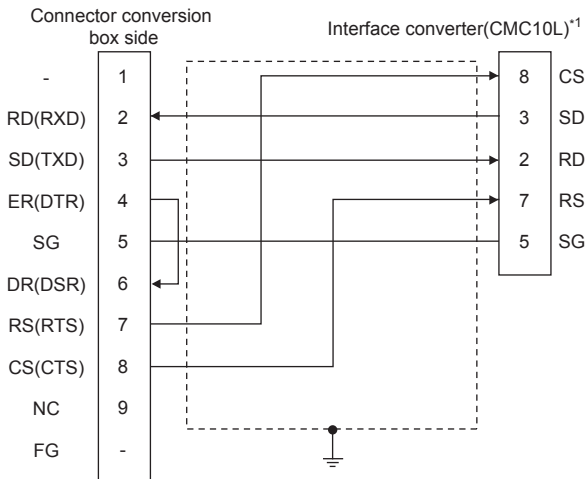 Connector conversion
box side
Interface converter(CMC10L)*1
- 1 8 CS
RD(RXD) 2 3 SD
SD(TXD) 3 2 RD
ER(DTR) 4 7 RS
SG 5 5 SG
DR(DSR) 6
RS(RTS) 7
CS(CTS) 8
NC 9
FG -